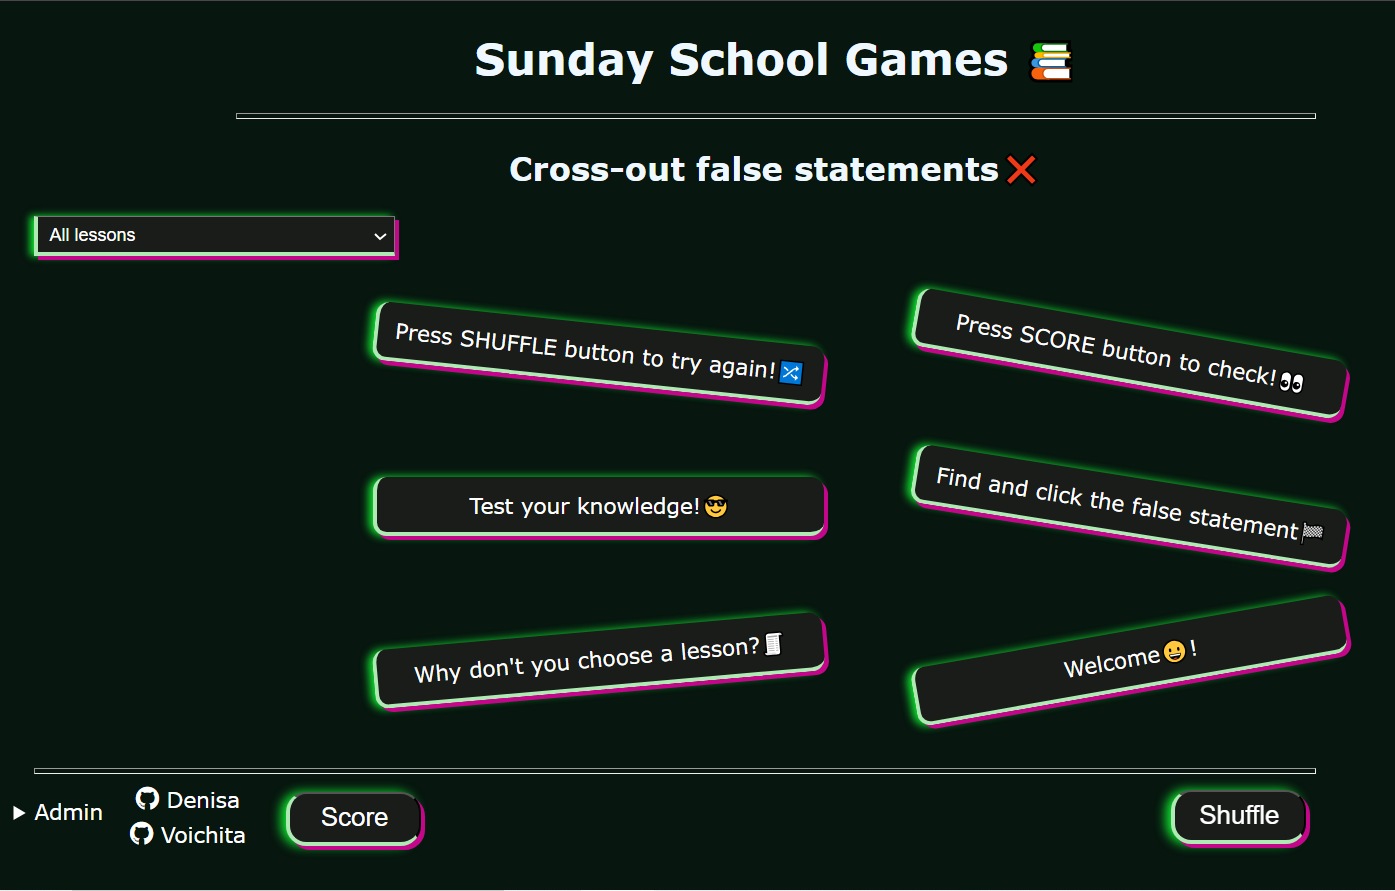 Sunday School Games 📚
Cross-out false statements❌
All lessons
Press SHUFFLE button to try again!🔀
Press SCORE button to check!👀
Test your knowledge!😎
Find and click the false statement🏁
Why don't you choose a lesson?📜
Welcome😀!
Admin
Denisa
Voichita
Score
Shuffle